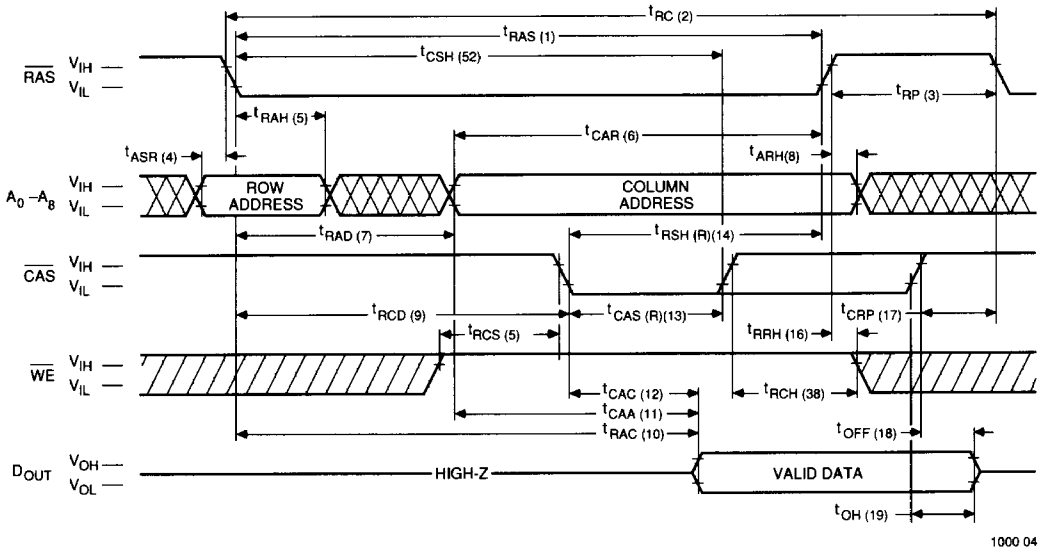 tRC (2)
tRAS (1)
tCSH (52)
RAS VIH
VIL
tRP (3)
tRAH (5)
tCAR (6)
tASR (4)
tARH(8)
A0–A8 VIH
VIL
ROW
ADDRESS
COLUMN
ADDRESS
tRAD (7)
tRSH (R)(14)
CAS VIH
VIL
tRCD (9)
tCAS (R)(13)
tCRP (17)
tRCS (5)
tRRH (16)
WE VIH
VIL
tCAC (12)
tRCH (38)
tCAA (11)
tRAC (10)
tOFF (18)
DOUT VOH
VOL
HIGH-Z
VALID DATA
tOH (19)
1000 04